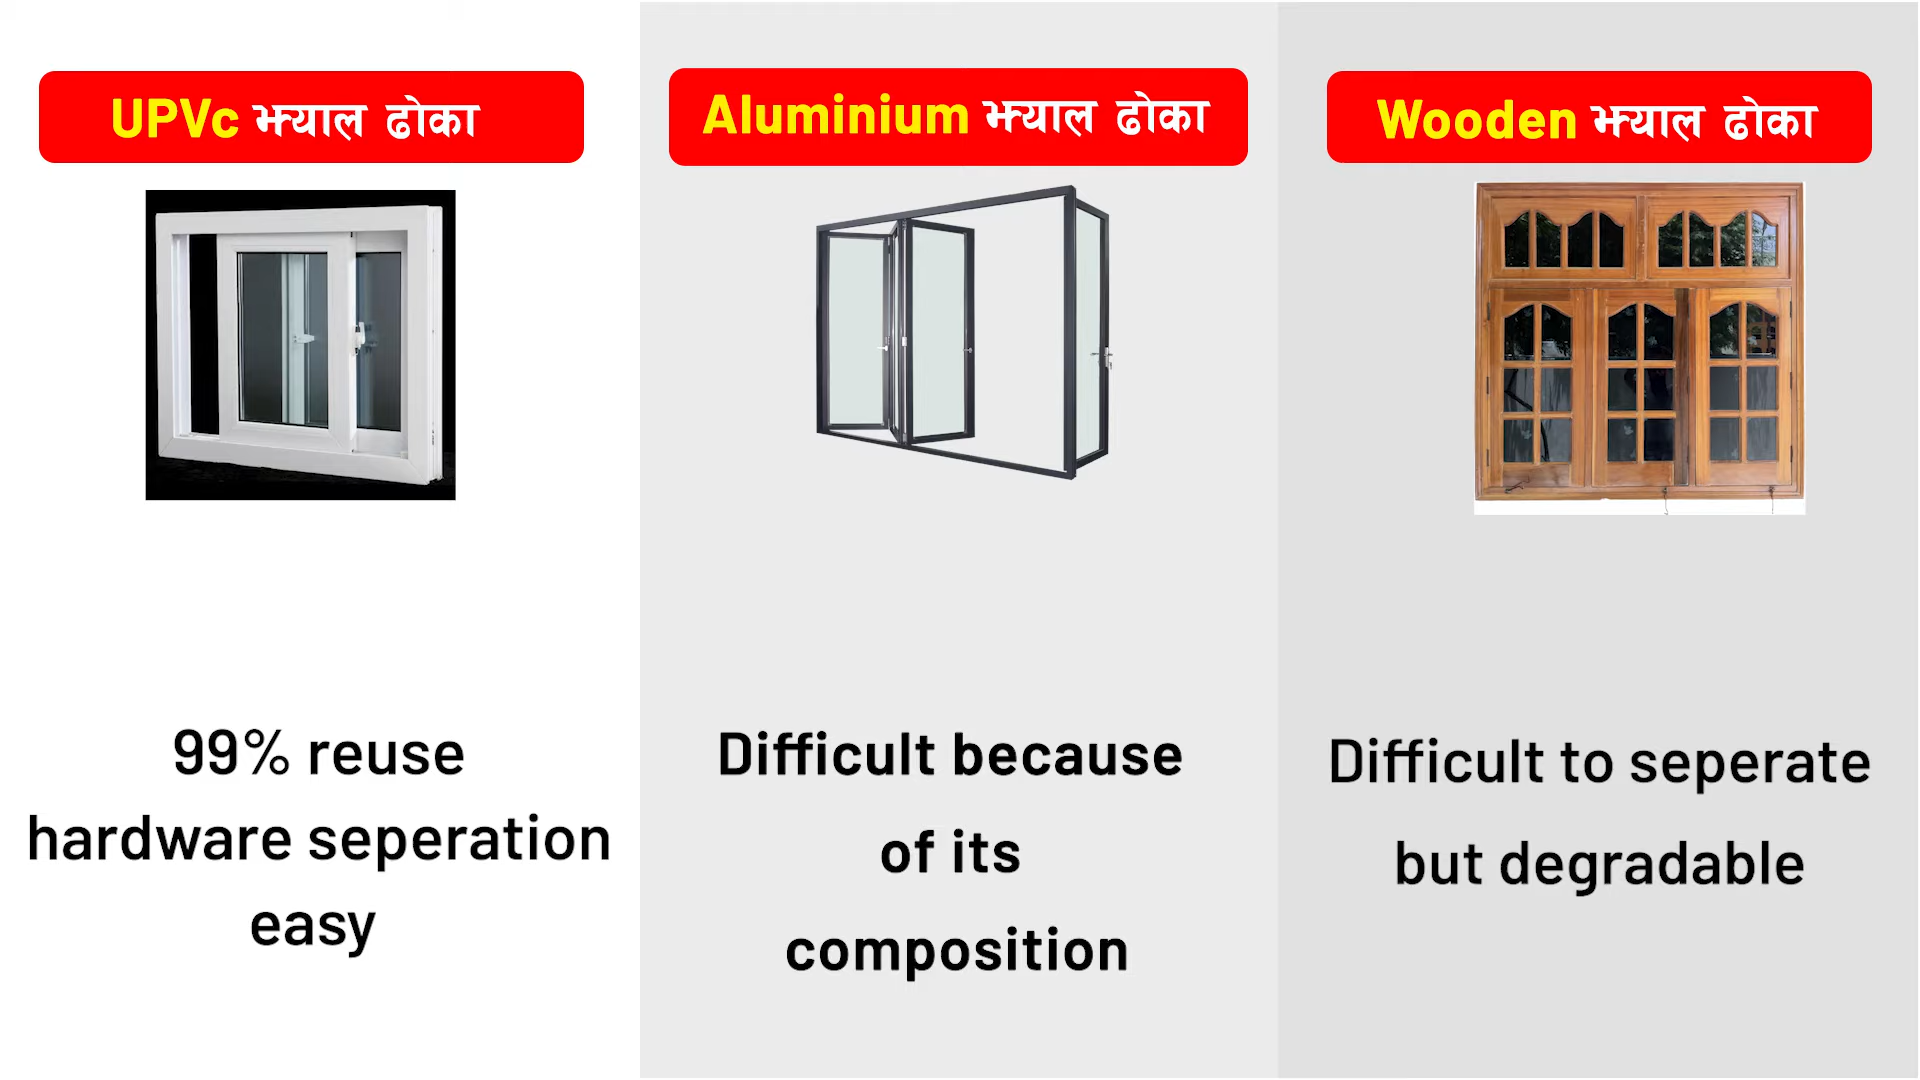 UPVc झ्याल ढोका
99% reuse
hardware seperation
easy
Aluminium झ्याल ढोका
Difficult because
of its
composition
Wooden झ्याल ढोका
Difficult to seperate
but degradable